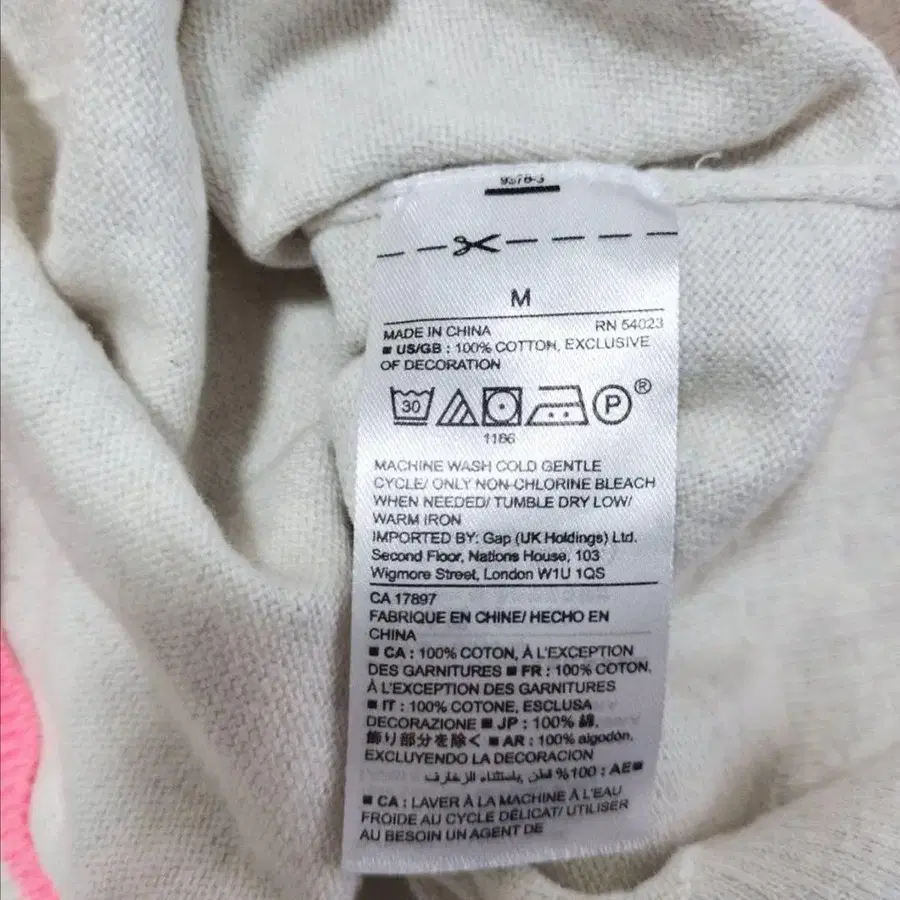 M
MADE IN CHINA RN 54023
■ US/GB : 100% COTTON, EXCLUSIVE
OF DECORATION
30 P ®
1186
MACHINE WASH COLD GENTLE
CYCLE/ ONLY NON-CHLORINE BLEACH
WHEN NEEDED/ TUMBLE DRY LOW/
WARM IRON
IMPORTED BY: Gap (UK Holdings) Ltd.
Second Floor, Nations House, 103
Wigmore Street, London W1U 1QS
CA 17897
FABRIQUE EN CHINE/ HECHO EN
CHINA
■ CA : 100% COTON, À L'EXCEPTION
DES GARNITURES ■ FR : 100% COTON,
À L'EXCEPTION DES GARNITURES
■ IT : 100% COTONE, ESCLUSA
DECORAZIONE ■ JP : 100% 綿,
飾り部分を除く ■ AR : 100% algodón,
EXCLUYENDO LA DECORACION
■AE : 100% قطن باستثناء الزخارف
■ CA : LAVER À LA MACHINE À L'EAU
FROIDE AU CYCLE DÉLICAT/ UTILISER
AU BESOIN UN AGENT DE